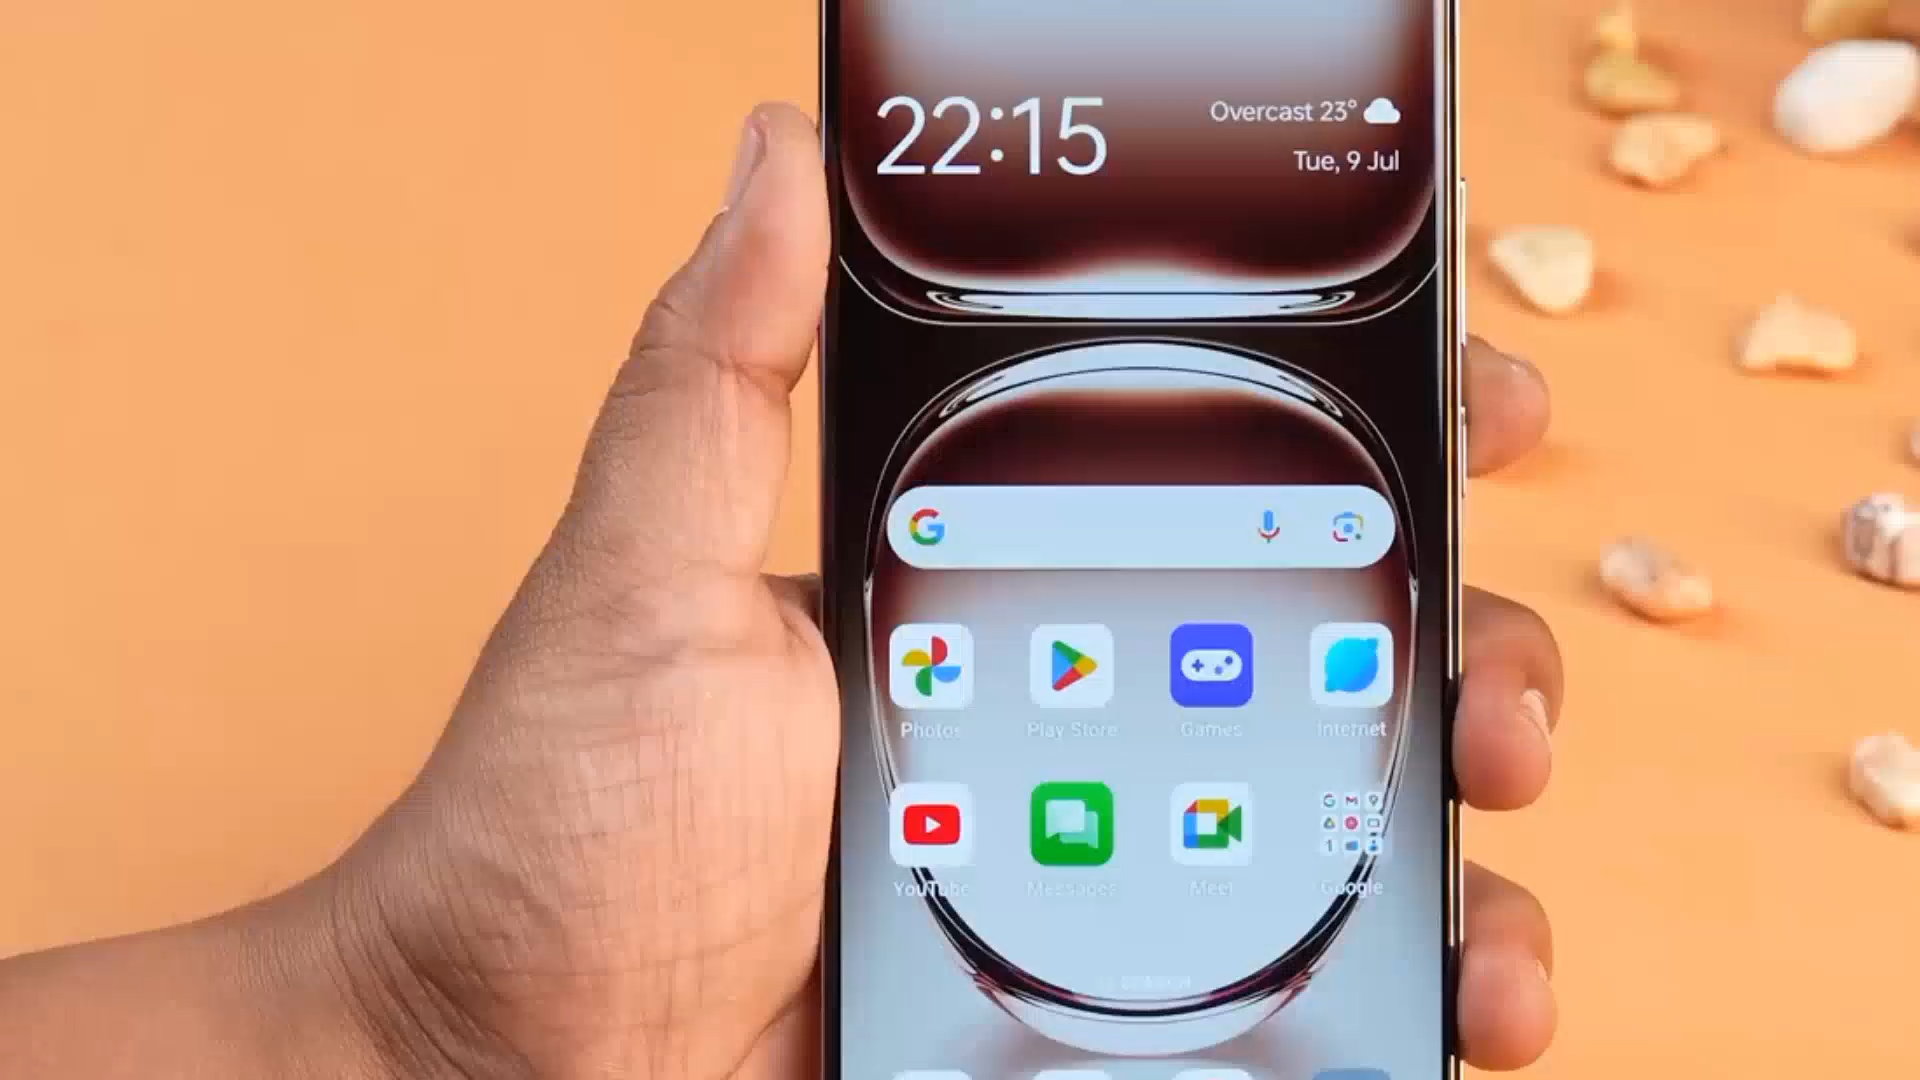 22:15
Overcast 23°
Tue, 9 Jul
Photos
Play Store
Games
Internet
YouTube
Messages
Meet
Google